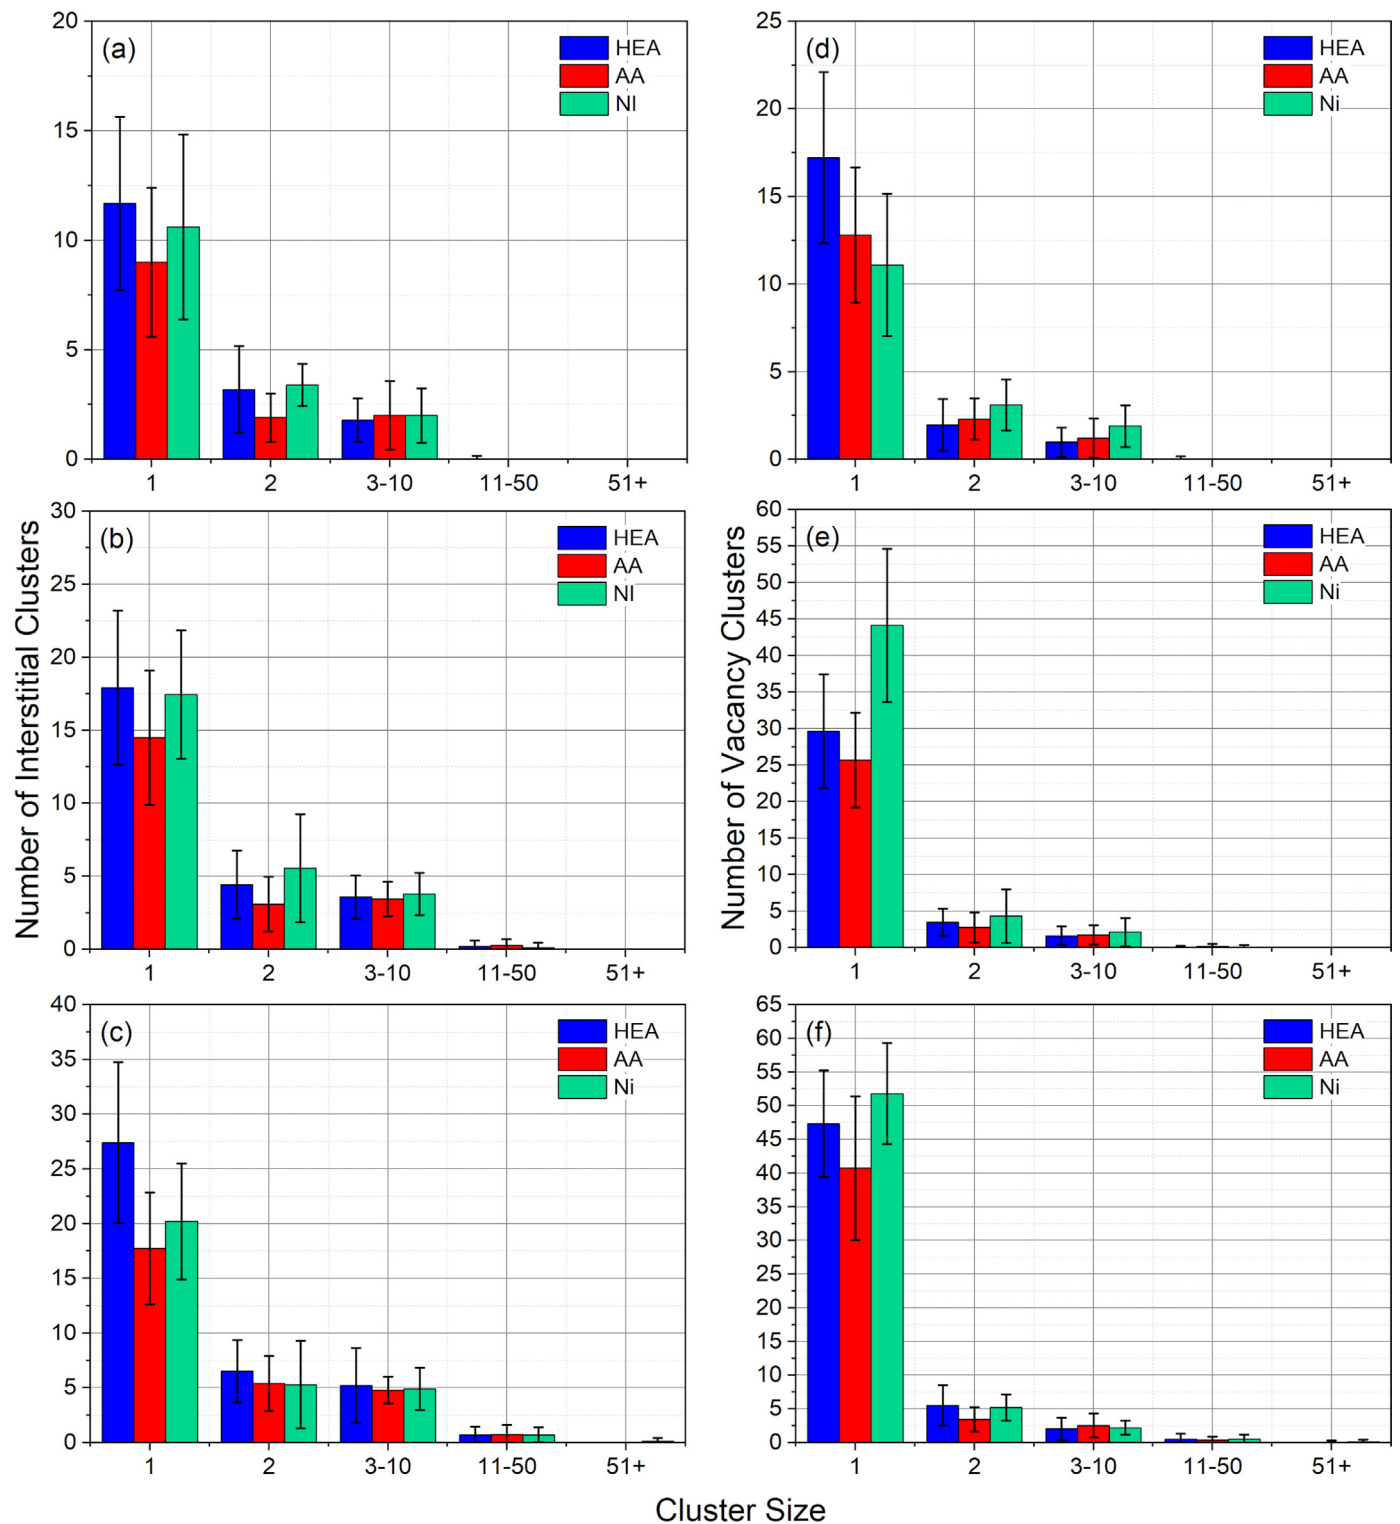 Number of Interstitial Clusters
(a)
HEA
AA
NI
20
15
10
5
0
1 2 3-10 11-50 51+
(b)
HEA
AA
NI
30
25
20
15
10
5
0
1 2 3-10 11-50 51+
(c)
HEA
AA
Ni
40
35
30
25
20
15
10
5
0
1 2 3-10 11-50 51+
Number of Vacancy Clusters
(d)
HEA
AA
Ni
25
20
15
10
5
0
1 2 3-10 11-50 51+
(e)
HEA
AA
Ni
60
55
50
45
40
35
30
25
20
15
10
5
0
1 2 3-10 11-50 51+
(f)
HEA
AA
Ni
65
60
55
50
45
40
35
30
25
20
15
10
5
0
1 2 3-10 11-50 51+
Cluster Size